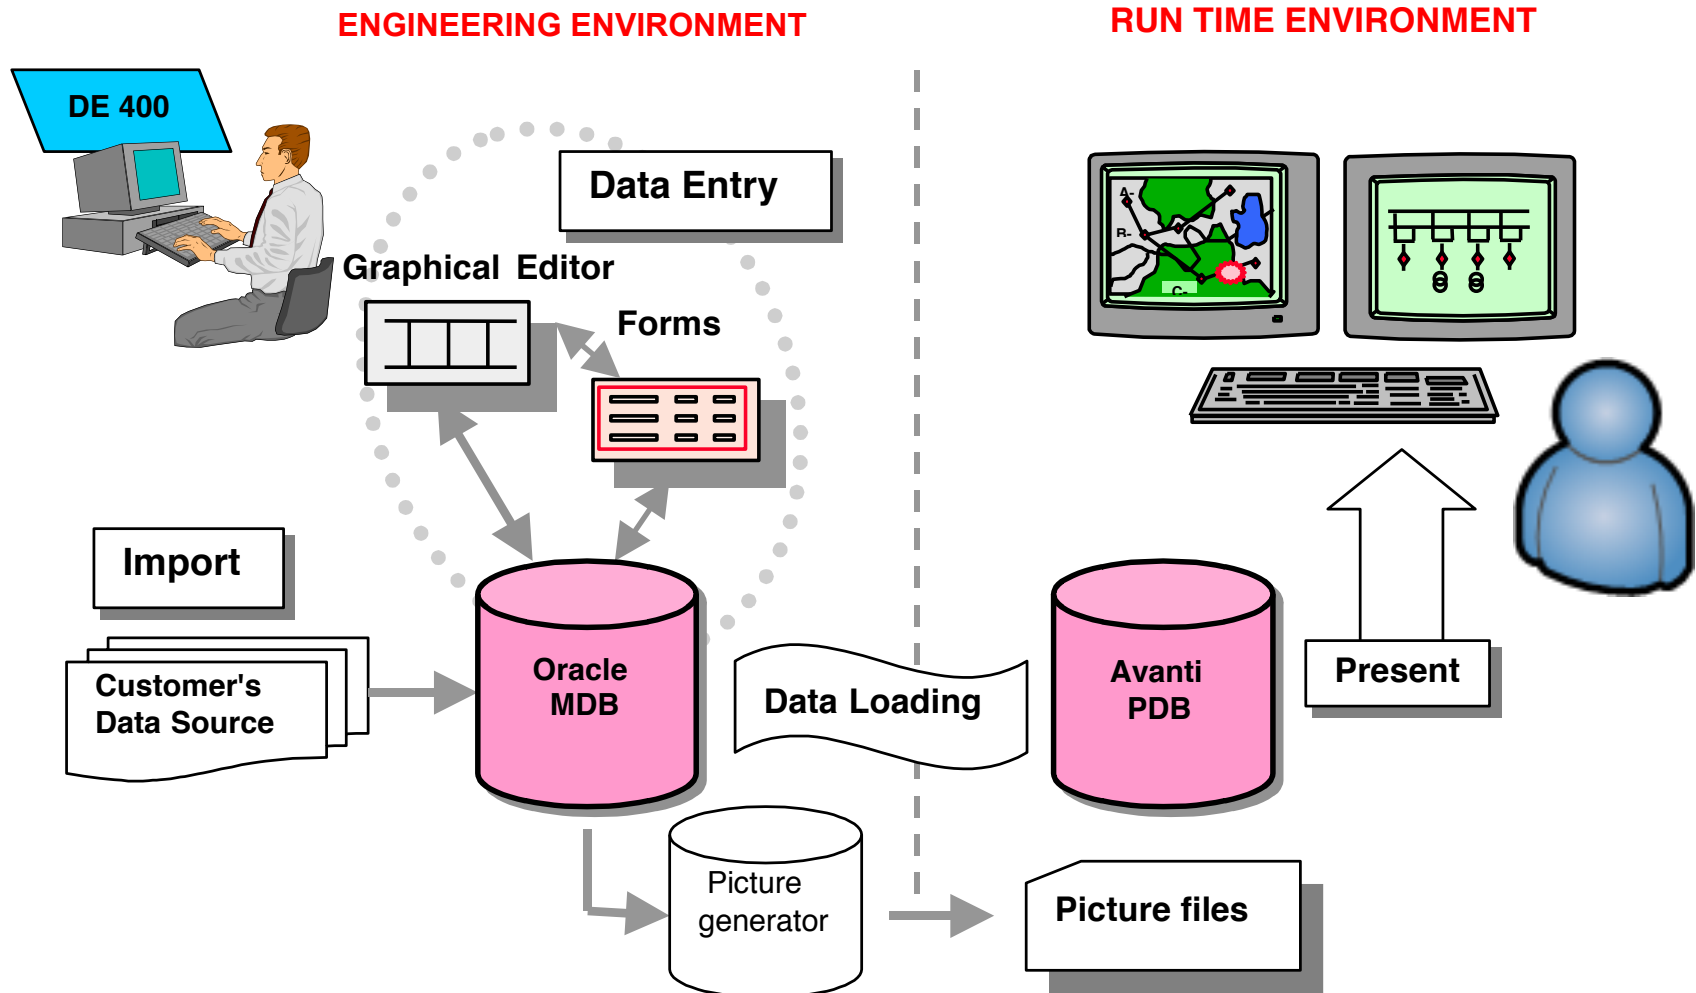 ENGINEERING ENVIRONMENT
RUN TIME ENVIRONMENT
DE 400
Data Entry
Graphical Editor
Forms
A-
B-
C-
Import
Customer's
Data Source
Oracle
MDB
Data Loading
Avanti
PDB
Present
Picture
generator
Picture files